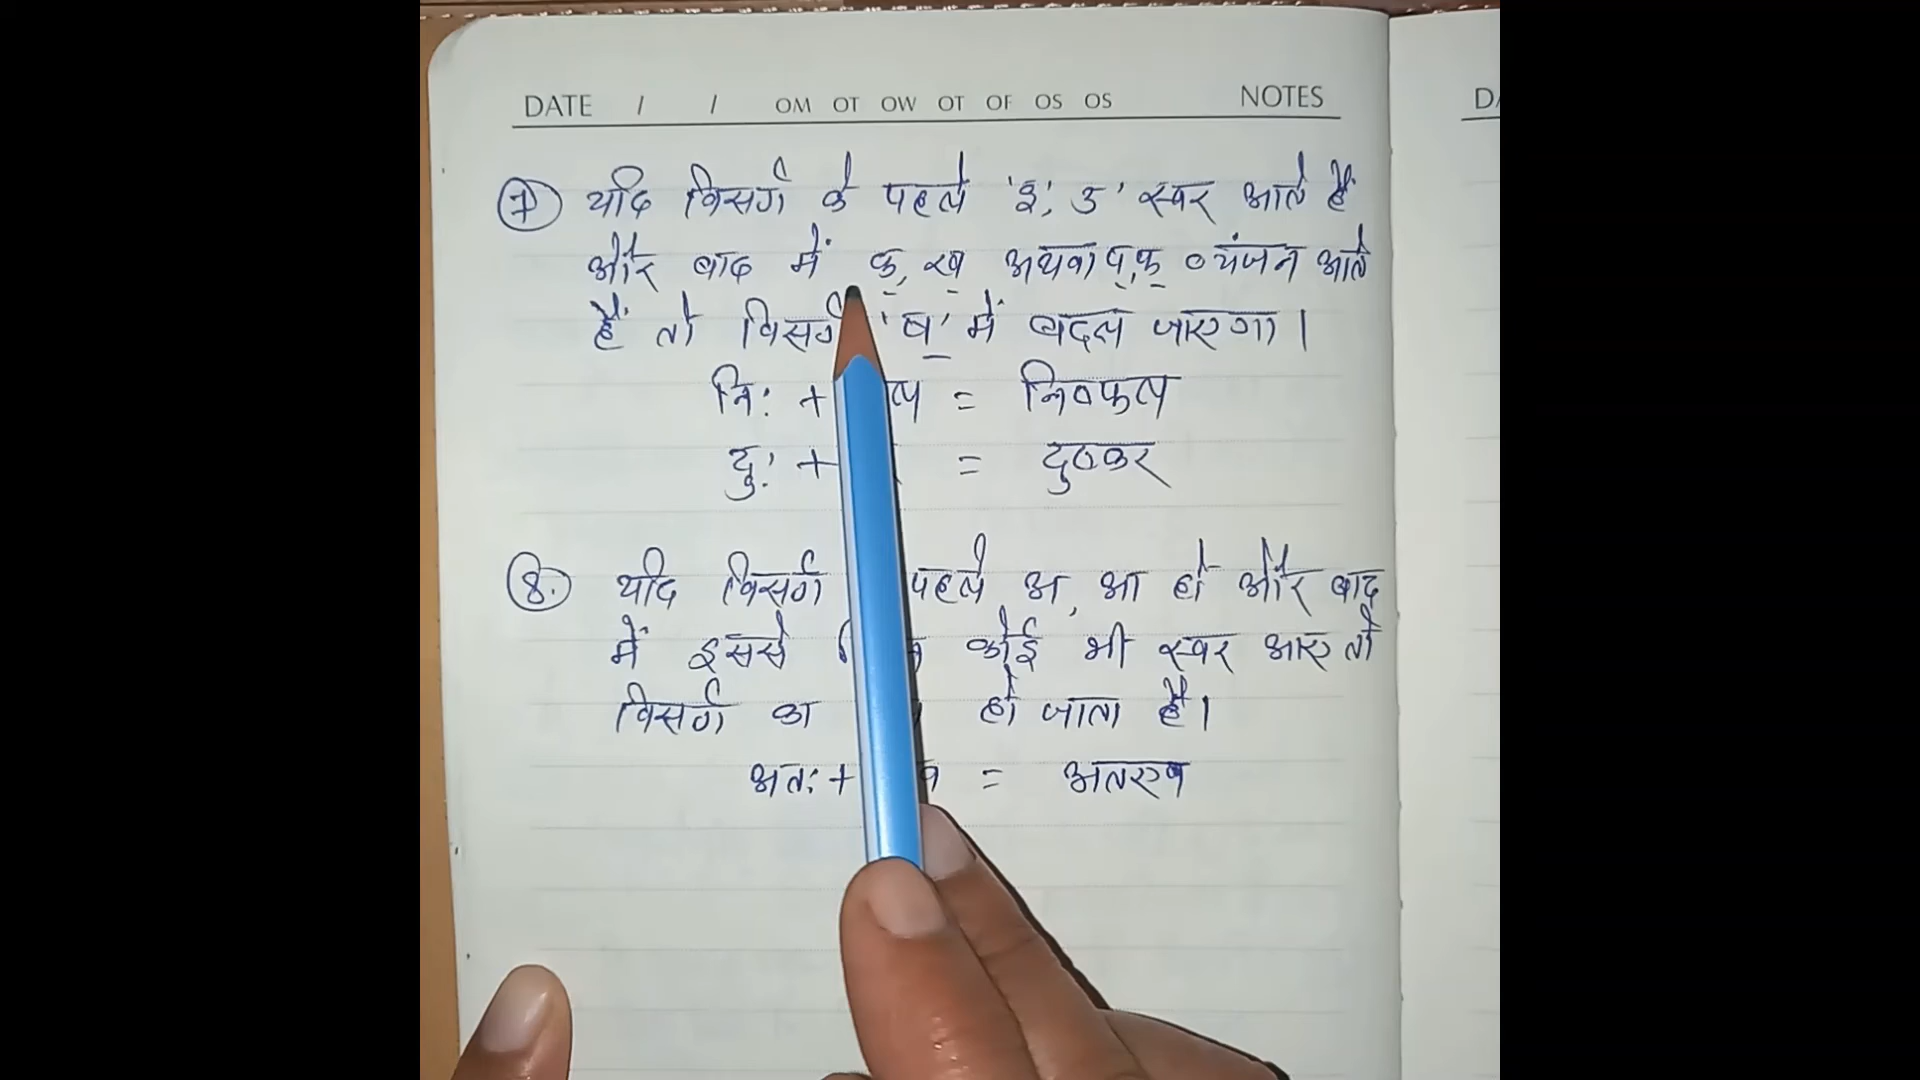 DATE / / OM OT OW OT OF OS OS NOTES
7 यदि विसर्ग के पहले 'इ, उ' स्वर आते हैं
और बाद में क, ख अथवा प, फ व्यंजन आते
हैं तो विसर्ग 'ष' में बदल जाएगा।
नि: + = निष्फल
दु: + = दुष्कर
8. यदि विसर्ग पहले अ, आ हो और बाद
में इससे कोई भी स्वर आए तो
विसर्ग का हो जाता है।
अत: + = अतएव